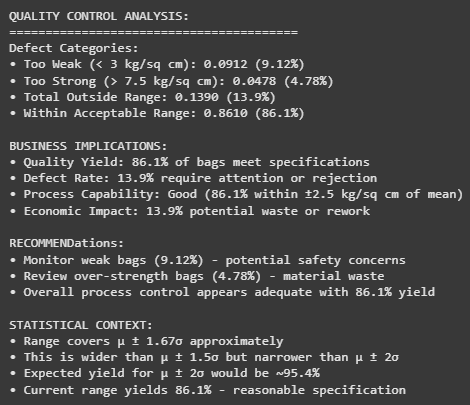 QUALITY CONTROL ANALYSIS:
========================================
Defect Categories:
• Too Weak (< 3 kg/sq cm): 0.0912 (9.12%)
• Too Strong (> 7.5 kg/sq cm): 0.0478 (4.78%)
• Total Outside Range: 0.1390 (13.9%)
• Within Acceptable Range: 0.8610 (86.1%)

BUSINESS IMPLICATIONS:
• Quality Yield: 86.1% of bags meet specifications
• Defect Rate: 13.9% require attention or rejection
• Process Capability: Good (86.1% within ±2.5 kg/sq cm of mean)
• Economic Impact: 13.9% potential waste or rework

RECOMMENDations:
• Monitor weak bags (9.12%) - potential safety concerns
• Review over-strength bags (4.78%) - material waste
• Overall process control appears adequate with 86.1% yield

STATISTICAL CONTEXT:
• Range covers μ ± 1.67σ approximately
• This is wider than μ ± 1.5σ but narrower than μ ± 2σ
• Expected yield for μ ± 2σ would be ~95.4%
• Current range yields 86.1% - reasonable specification